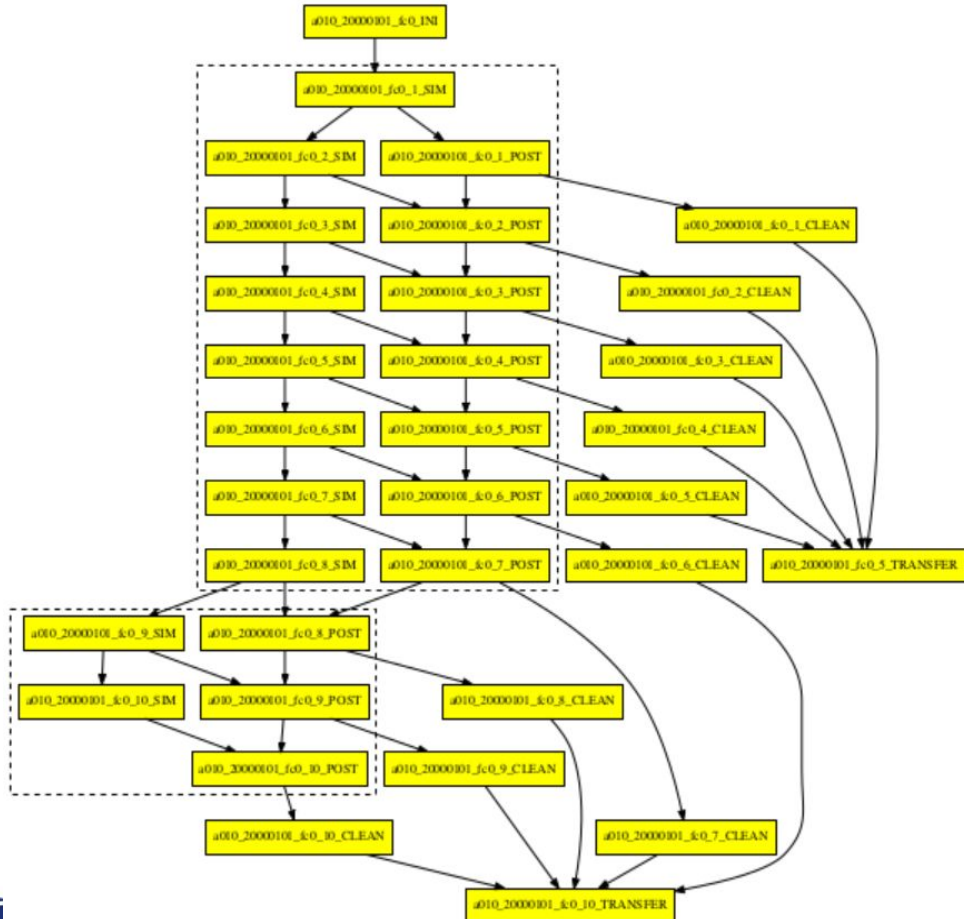 a010_20000101_fc0_INI
a010_20000101_fc0_1_SIM
a010_20000101_fc0_2_SIM
a010_20000101_fc0_1_POST
a010_20000101_fc0_3_SIM
a010_20000101_fc0_2_POST
a010_20000101_fc0_1_CLEAN
a010_20000101_fc0_4_SIM
a010_20000101_fc0_3_POST
a010_20000101_fc0_2_CLEAN
a010_20000101_fc0_5_SIM
a010_20000101_fc0_4_POST
a010_20000101_fc0_3_CLEAN
a010_20000101_fc0_6_SIM
a010_20000101_fc0_5_POST
a010_20000101_fc0_4_CLEAN
a010_20000101_fc0_7_SIM
a010_20000101_fc0_6_POST
a010_20000101_fc0_5_CLEAN
a010_20000101_fc0_8_SIM
a010_20000101_fc0_7_POST
a010_20000101_fc0_6_CLEAN
a010_20000101_fc0_5_TRANSFER
a010_20000101_fc0_9_SIM
a010_20000101_fc0_8_POST
a010_20000101_fc0_10_SIM
a010_20000101_fc0_9_POST
a010_20000101_fc0_8_CLEAN
a010_20000101_fc0_10_POST
a010_20000101_fc0_9_CLEAN
a010_20000101_fc0_10_CLEAN
a010_20000101_fc0_7_CLEAN
a010_20000101_fc0_10_TRANSFER